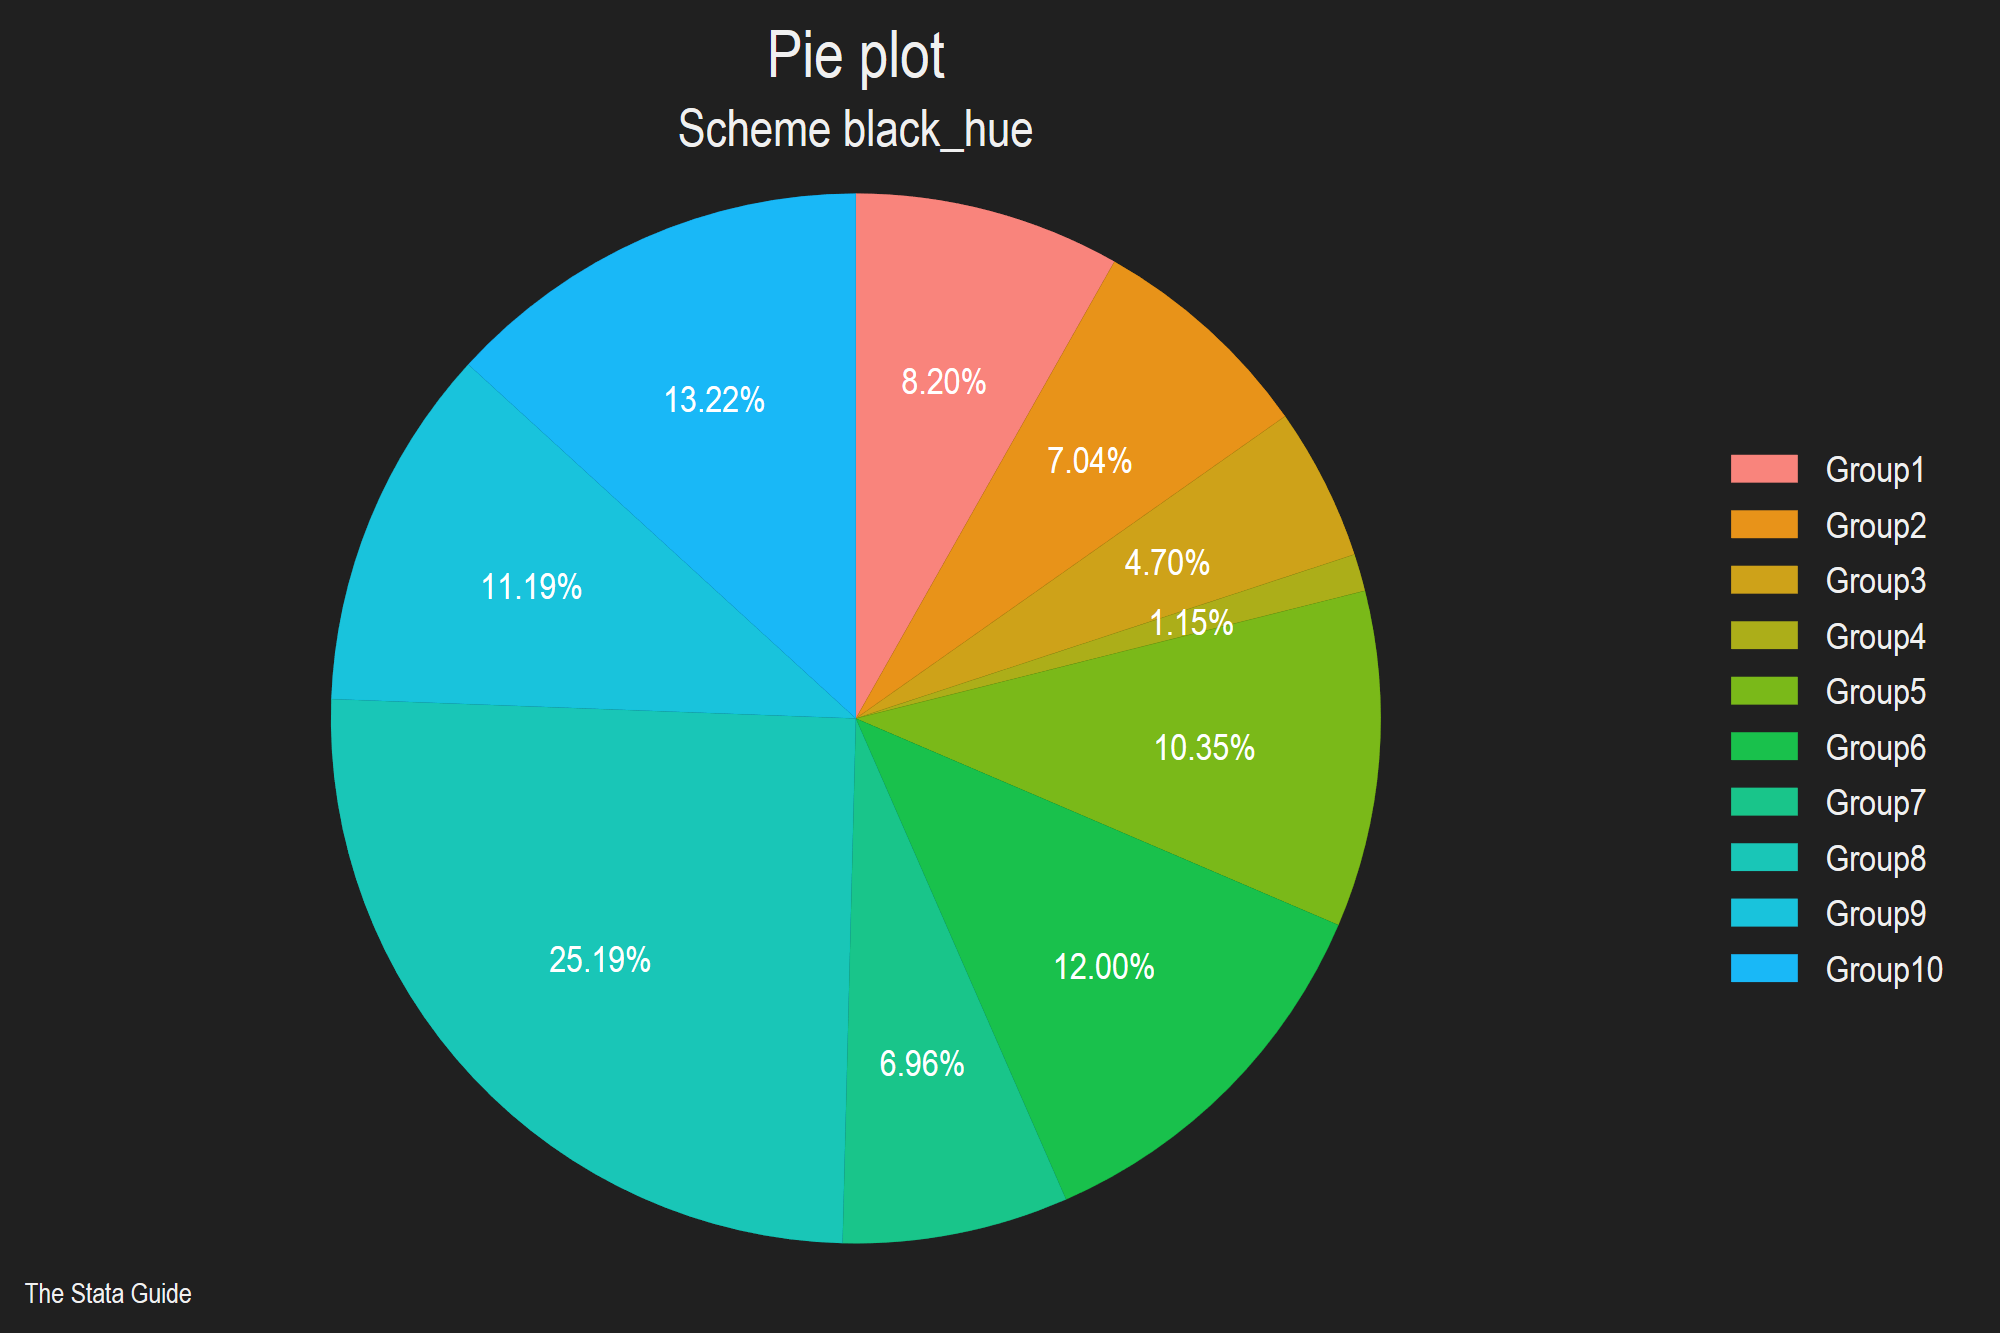 Pie plot
Scheme black_hue
8.20%
7.04%
4.70%
1.15%
10.35%
12.00%
6.96%
25.19%
11.19%
13.22%
Group1
Group2
Group3
Group4
Group5
Group6
Group7
Group8
Group9
Group10
The Stata Guide